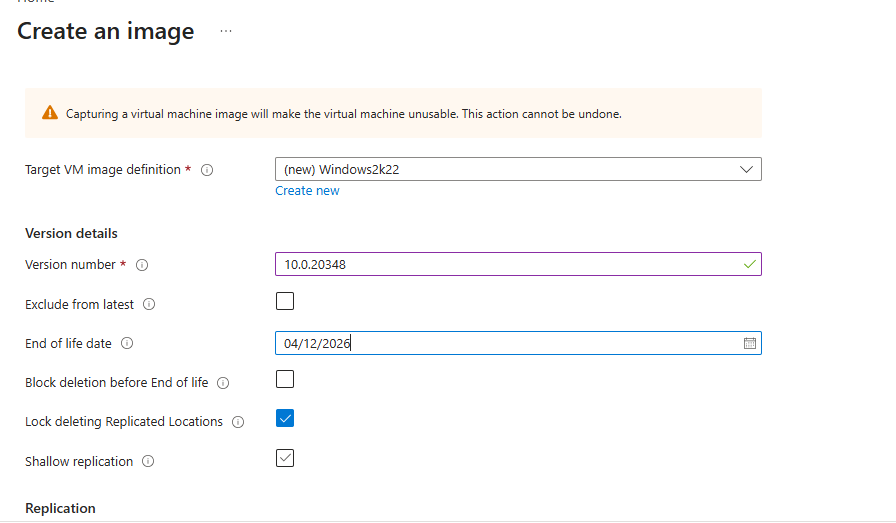 Home
Create an image ...
Capturing a virtual machine image will make the virtual machine unusable. This action cannot be undone.
Target VM image definition *
(new) Windows2k22
Create new
Version details
Version number *
10.0.20348
Exclude from latest
End of life date
04/12/2026
Block deletion before End of life
Lock deleting Replicated Locations
Shallow replication
Replication